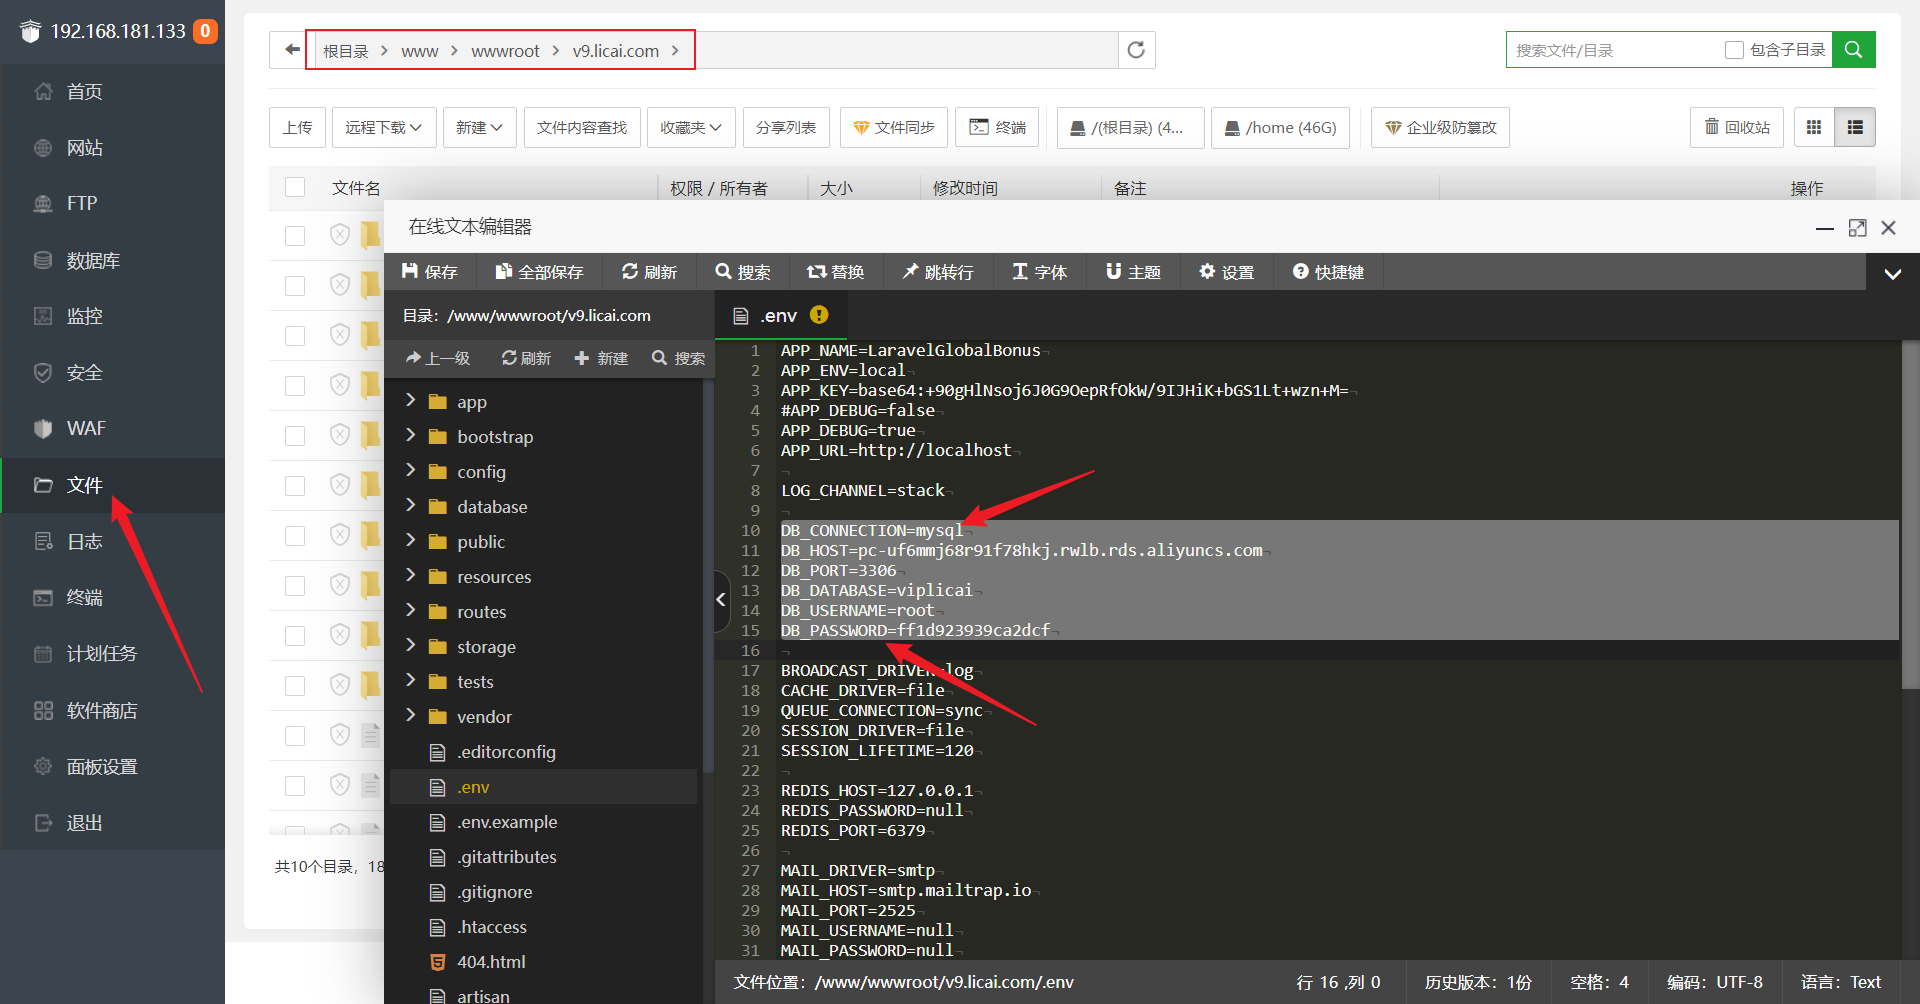 192.168.181.133 0
首页
网站
FTP
数据库
监控
安全
WAF
文件
日志
终端
计划任务
软件商店
面板设置
退出
根目录 > www > wwwroot > v9.licai.com >
搜索文件/目录 包含子目录
上传 远程下载 新建 文件内容查找 收藏夹 分享列表 文件同步 终端 /(根目录) (4... /home (46G) 企业级防篡改 回收站
文件名 权限 / 所有者 大小 修改时间 备注 操作
共10个目录，18
在线文本编辑器
保存 全部保存 刷新 搜索 替换 跳转行 字体 主题 设置 快捷键
目录：/www/wwwroot/v9.licai.com
上一级 刷新 新建 搜索
app
bootstrap
config
database
public
resources
routes
storage
tests
vendor
.editorconfig
.env
.env.example
.gitattributes
.gitignore
.htaccess
404.html
artisan
.env
1 APP_NAME=LaravelGlobalBonus
2 APP_ENV=local
3 APP_KEY=base64:+90gHlNsoj6J0G9OepRfOkW/9IJHiK+bGS1Lt+wzn+M=
4 #APP_DEBUG=false
5 APP_DEBUG=true
6 APP_URL=http://localhost
7
8 LOG_CHANNEL=stack
9
10 DB_CONNECTION=mysql
11 DB_HOST=pc-uf6mmj68r91f78hkj.rwlb.rds.aliyuncs.com
12 DB_PORT=3306
13 DB_DATABASE=viplicai
14 DB_USERNAME=root
15 DB_PASSWORD=ff1d923939ca2dcf
16
17 BROADCAST_DRIVER=log
18 CACHE_DRIVER=file
19 QUEUE_CONNECTION=sync
20 SESSION_DRIVER=file
21 SESSION_LIFETIME=120
22
23 REDIS_HOST=127.0.0.1
24 REDIS_PASSWORD=null
25 REDIS_PORT=6379
26
27 MAIL_DRIVER=smtp
28 MAIL_HOST=smtp.mailtrap.io
29 MAIL_PORT=2525
30 MAIL_USERNAME=null
31 MAIL_PASSWORD=null
文件位置：/www/wwwroot/v9.licai.com/.env 行 16 ,列 0 历史版本：1份 空格：4 编码：UTF-8 语言：Text